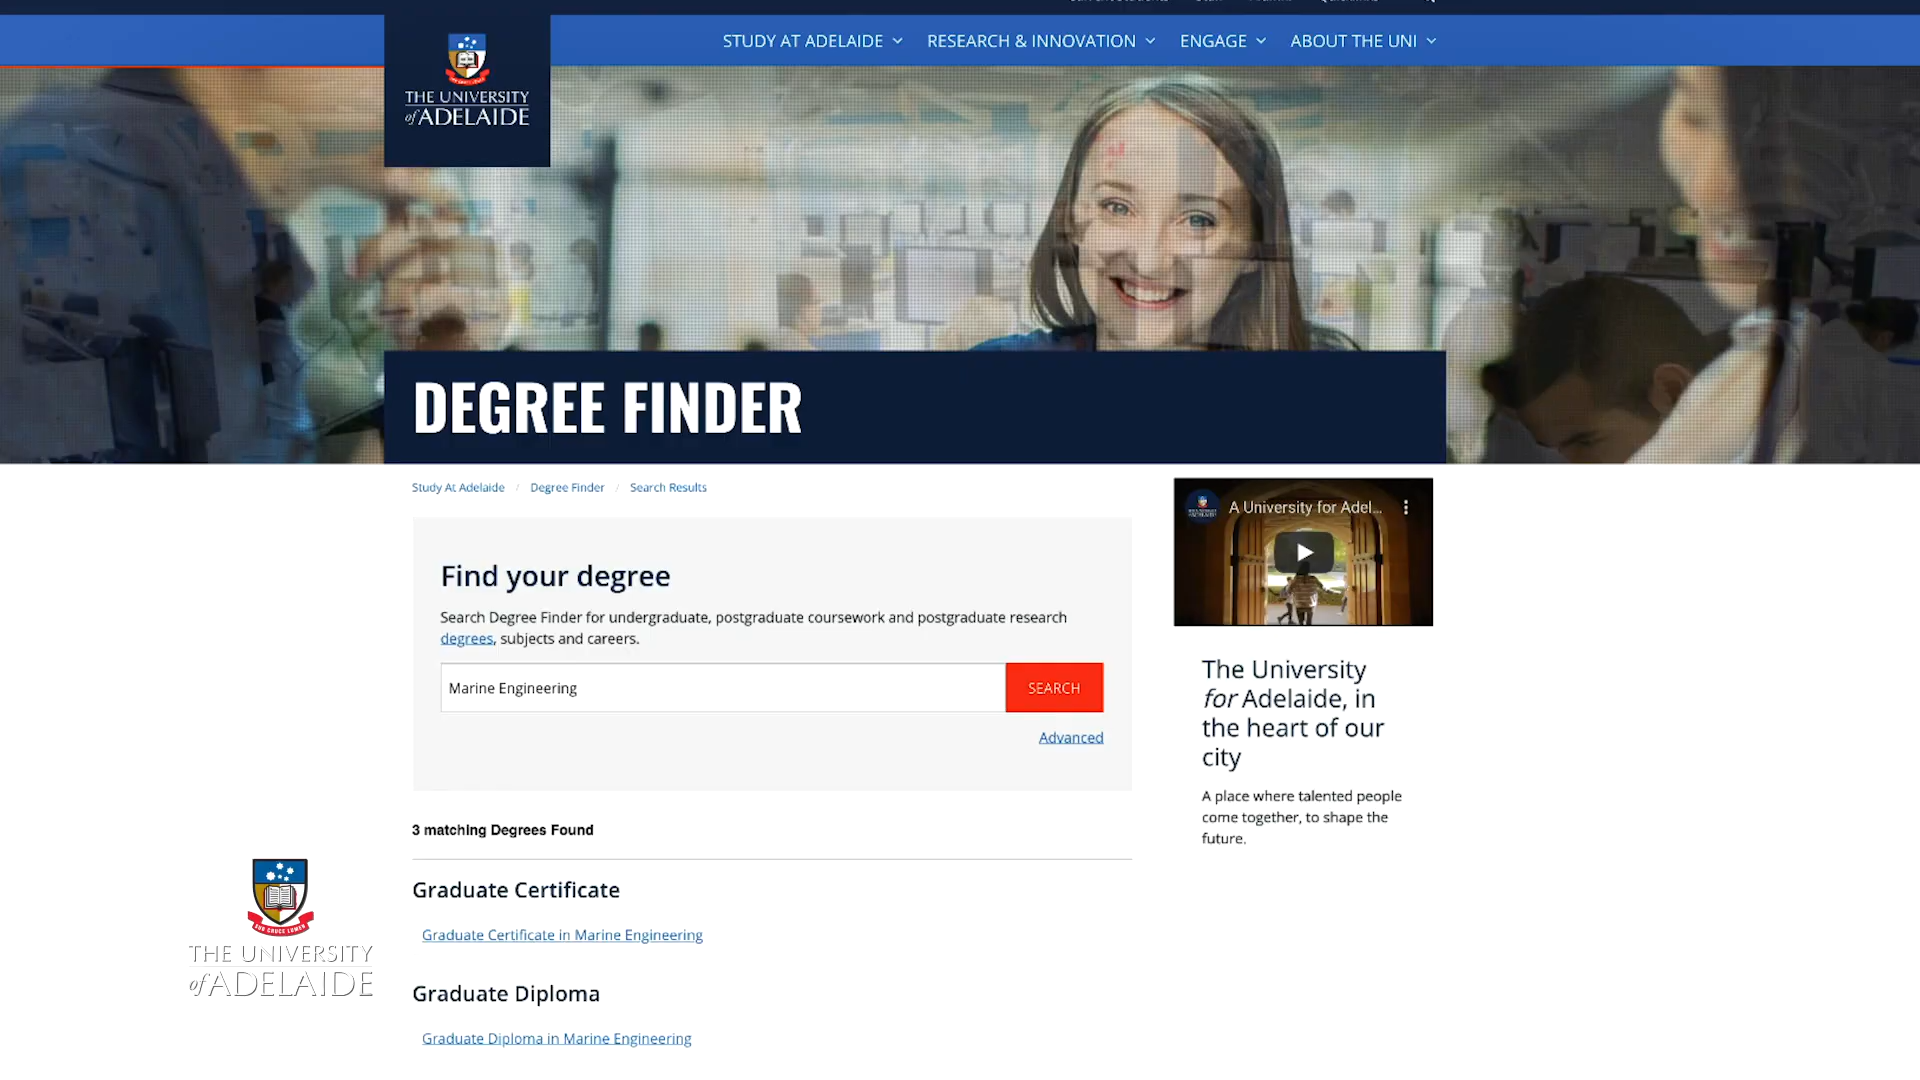 STUDY AT ADELAIDE RESEARCH & INNOVATION ENGAGE ABOUT THE UNI
THE UNIVERSITY
of ADELAIDE
DEGREE FINDER
Study At Adelaide / Degree Finder / Search Results
Find your degree
Search Degree Finder for undergraduate, postgraduate coursework and postgraduate research
degrees, subjects and careers.
Marine Engineering
SEARCH
Advanced
3 matching Degrees Found
Graduate Certificate
Graduate Certificate in Marine Engineering
Graduate Diploma
Graduate Diploma in Marine Engineering
A University for Adel...
The University
for Adelaide, in
the heart of our
city
A place where talented people
come together, to shape the
future.
SUB CRUCE LUMEN
THE UNIVERSITY
of ADELAIDE